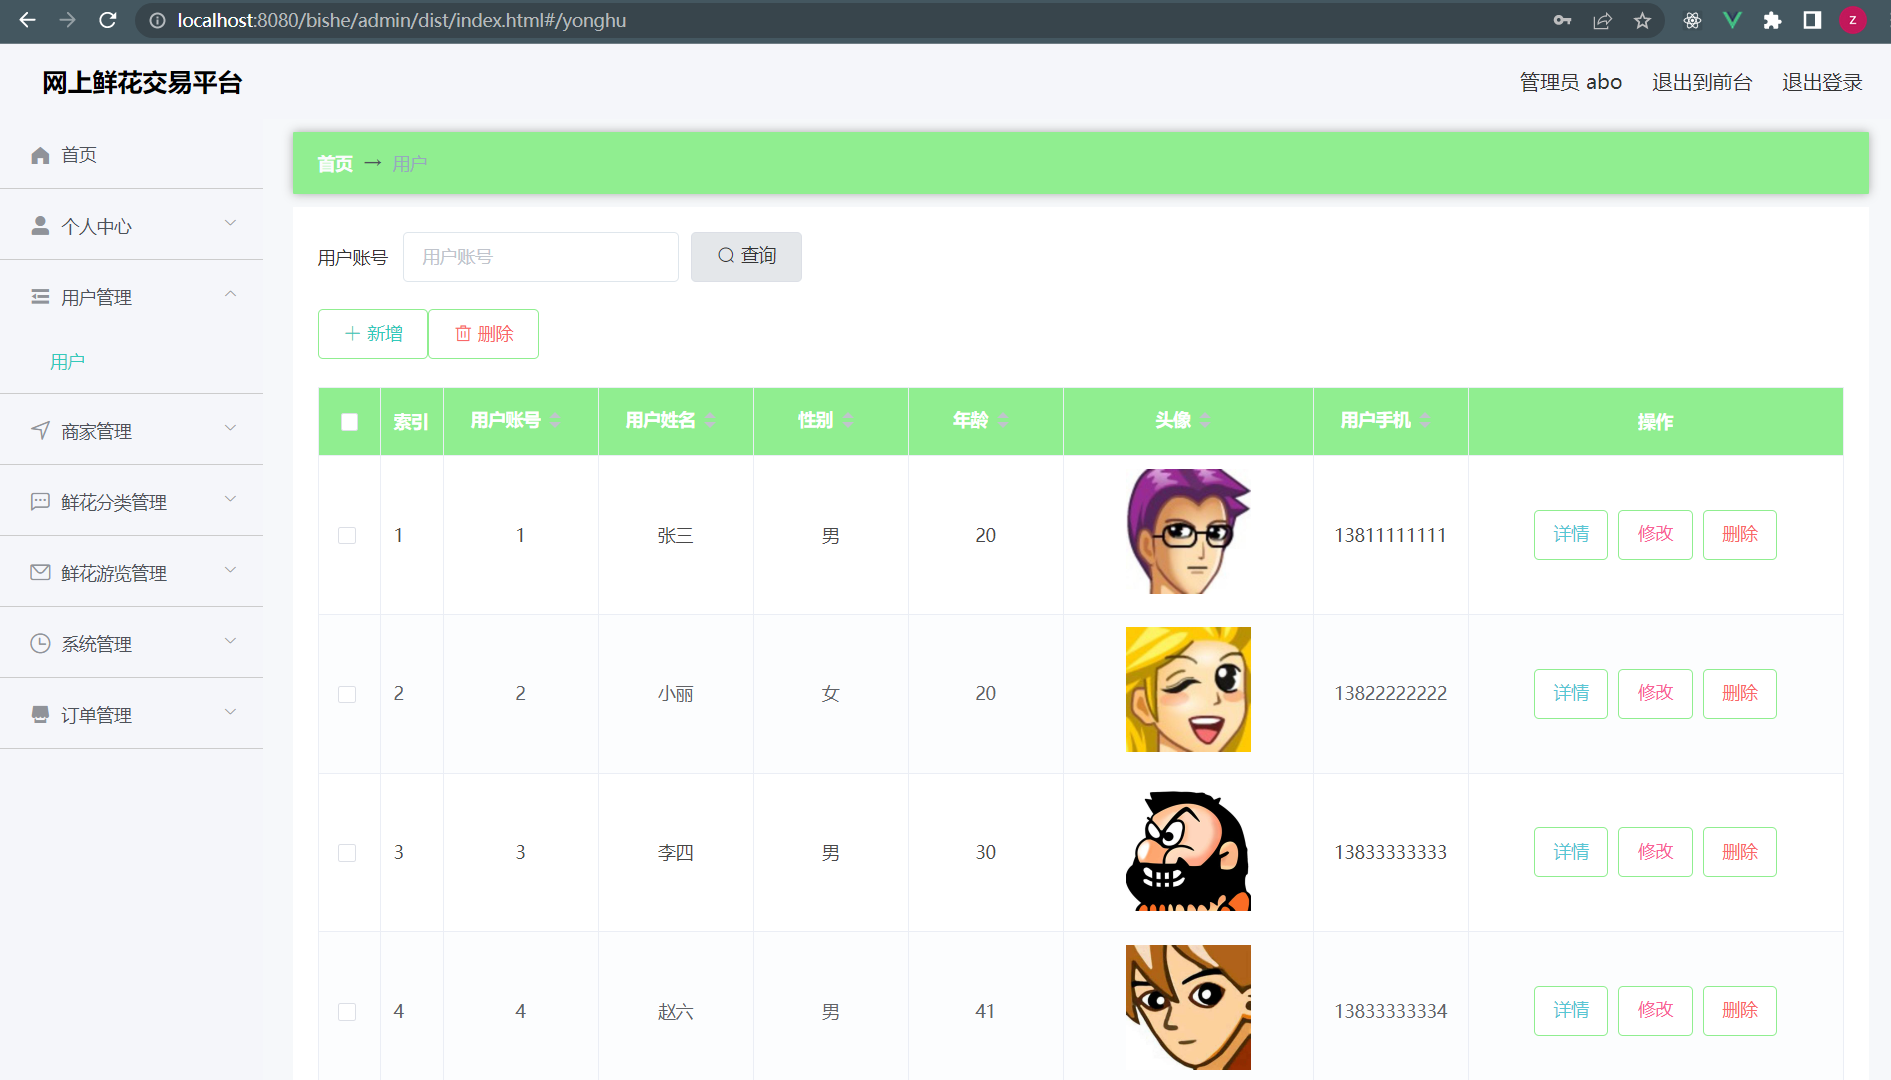 localhost:8080/bishe/admin/dist/index.html#/yonghu
Z
网上鲜花交易平台
管理员 abo 退出到前台 退出登录
首页
个人中心
用户管理
用户
商家管理
鲜花分类管理
鲜花游览管理
系统管理
订单管理
首页 → 用户
用户账号 用户账号 查询
新增 删除
索引 用户账号 用户姓名 性别 年龄 头像 用户手机 操作
1 1 张三 男 20 13811111111 详情 修改 删除
2 2 小丽 女 20 13822222222 详情 修改 删除
3 3 李四 男 30 13833333333 详情 修改 删除
4 4 赵六 男 41 13833333334 详情 修改 删除